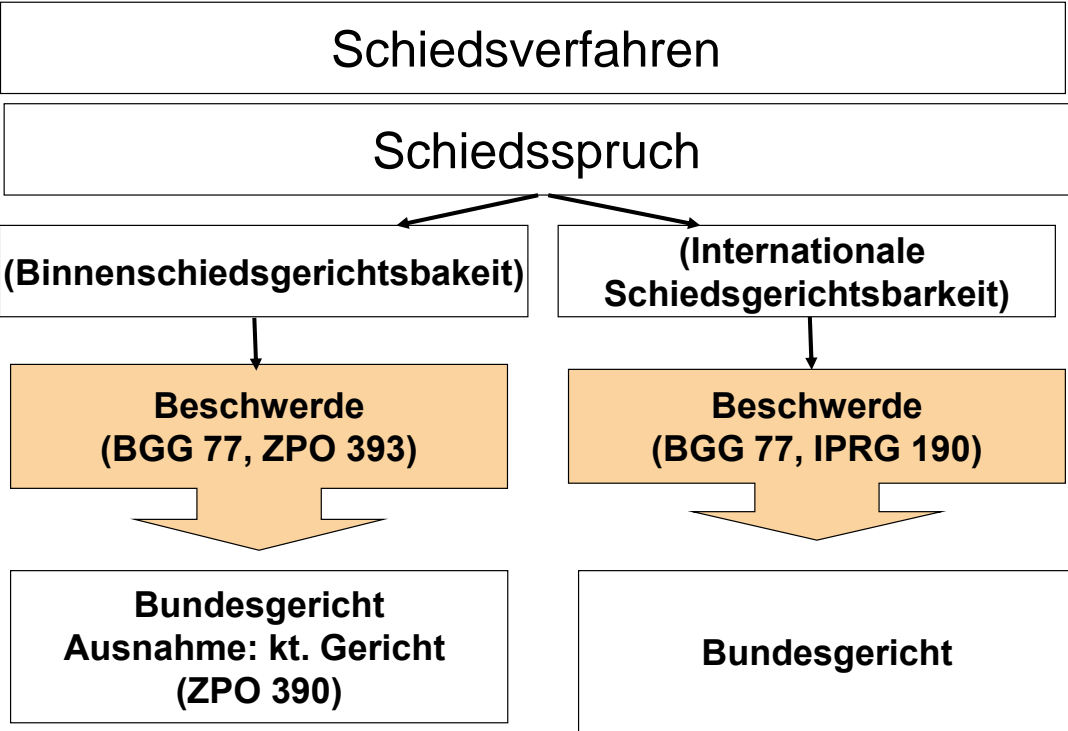 Schiedsverfahren
Schiedsspruch
(Binnenschiedsgerichtsbakeit)
(Internationale
Schiedsgerichtsbarkeit)
Beschwerde
(BGG 77, ZPO 393)
Beschwerde
(BGG 77, IPRG 190)
Bundesgericht
Ausnahme: kt. Gericht
(ZPO 390)
Bundesgericht